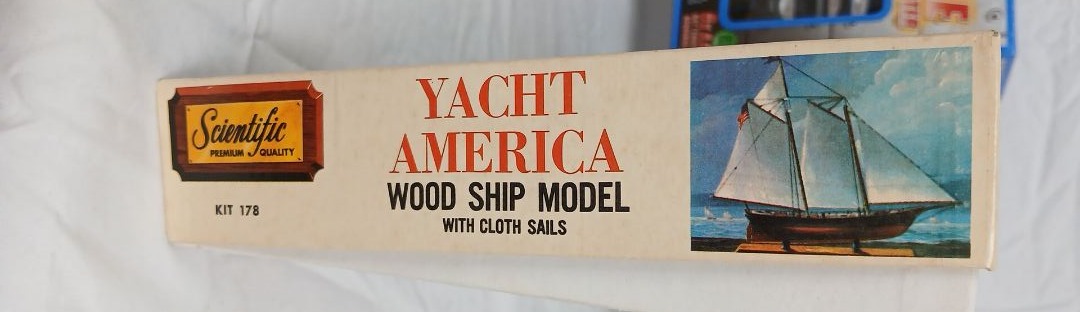 Scientific
PREMIUM QUALITY
KIT 178
YACHT
AMERICA
WOOD SHIP MODEL
WITH CLOTH SAILS